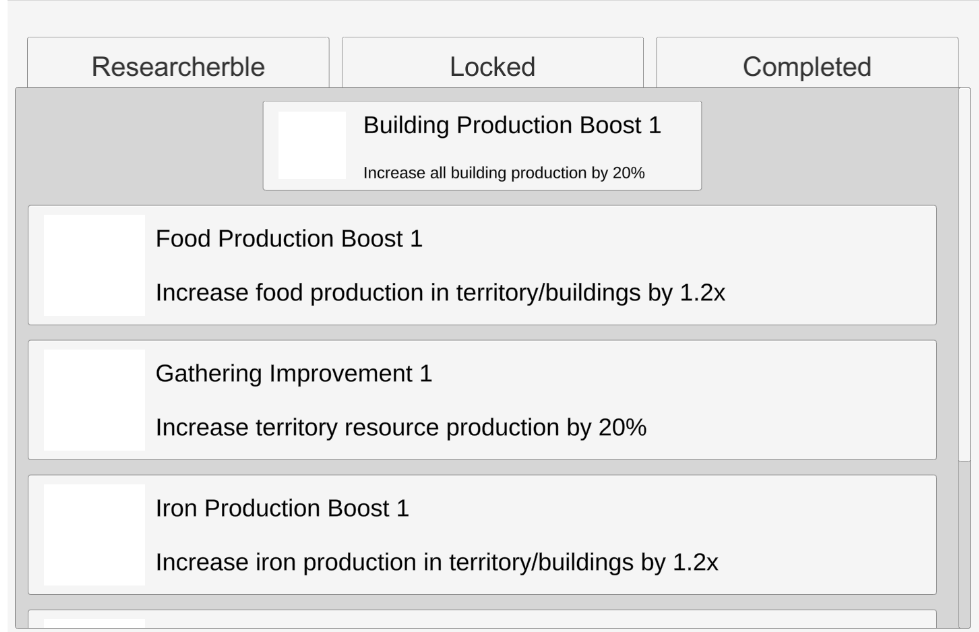 Researcherble
Locked
Completed
Building Production Boost 1
Increase all building production by 20%
Food Production Boost 1
Increase food production in territory/buildings by 1.2x
Gathering Improvement 1
Increase territory resource production by 20%
Iron Production Boost 1
Increase iron production in territory/buildings by 1.2x